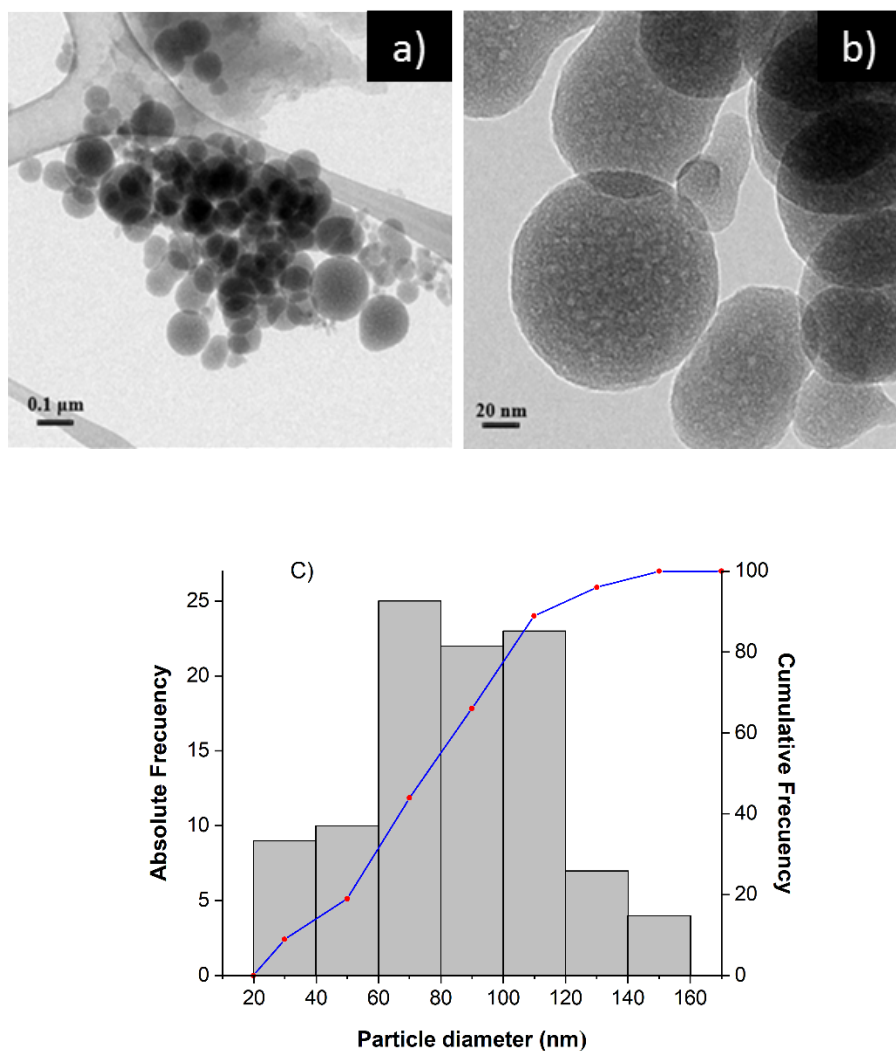 a)
b)
0.1 μm
20 nm
C)
Absolute Frecuency
25
20
15
10
5
0
Cumulative Frecuency
100
80
60
40
20
0
20 40 60 80 100 120 140 160
Particle diameter (nm)